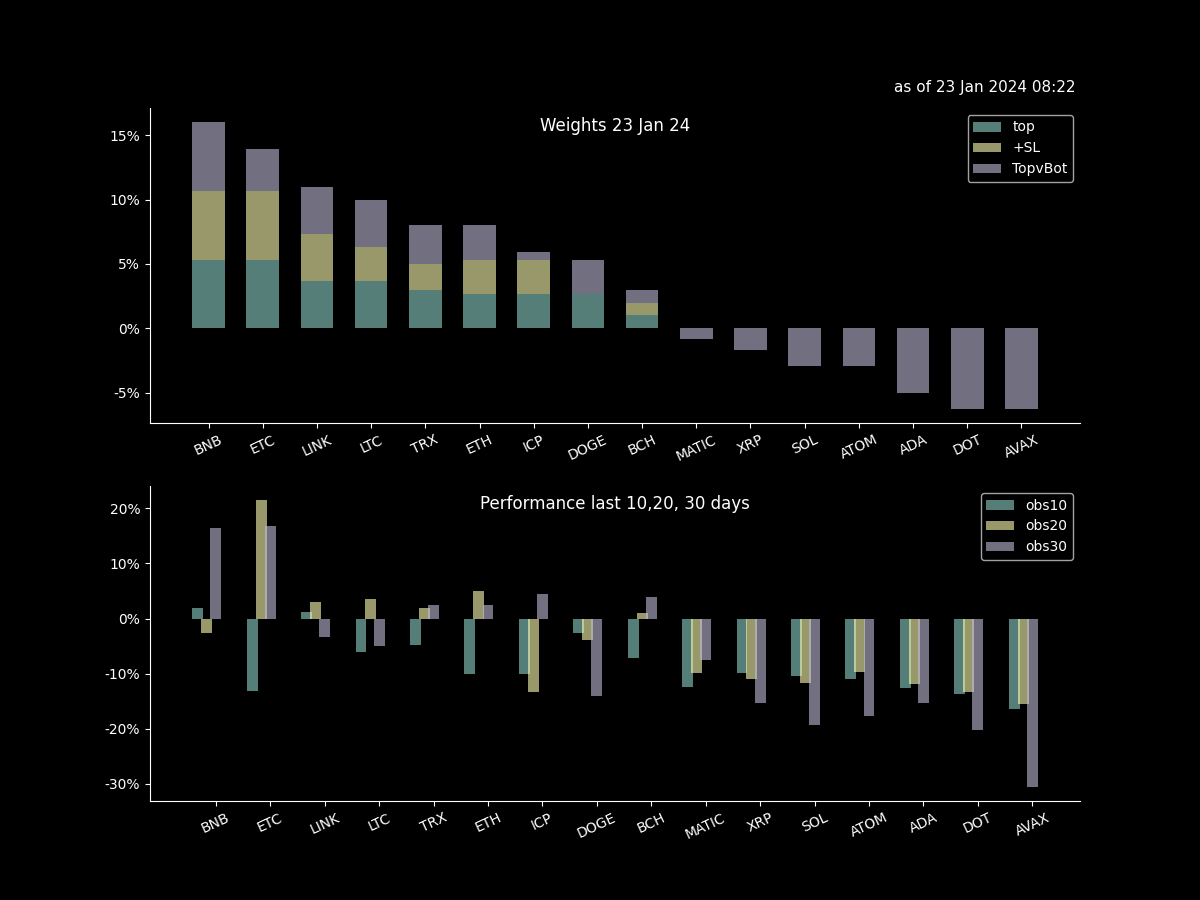 as of 23 Jan 2024 08:22
Weights 23 Jan 24
top
+SL
TopvBot
15%
10%
5%
0%
-5%
BNB ETC LINK LTC TRX ETH ICP DOGE BCH MATIC XRP SOL ATOM ADA DOT AVAX
Performance last 10,20, 30 days
obs10
obs20
obs30
20%
10%
0%
-10%
-20%
-30%
BNB ETC LINK LTC TRX ETH ICP DOGE BCH MATIC XRP SOL ATOM ADA DOT AVAX